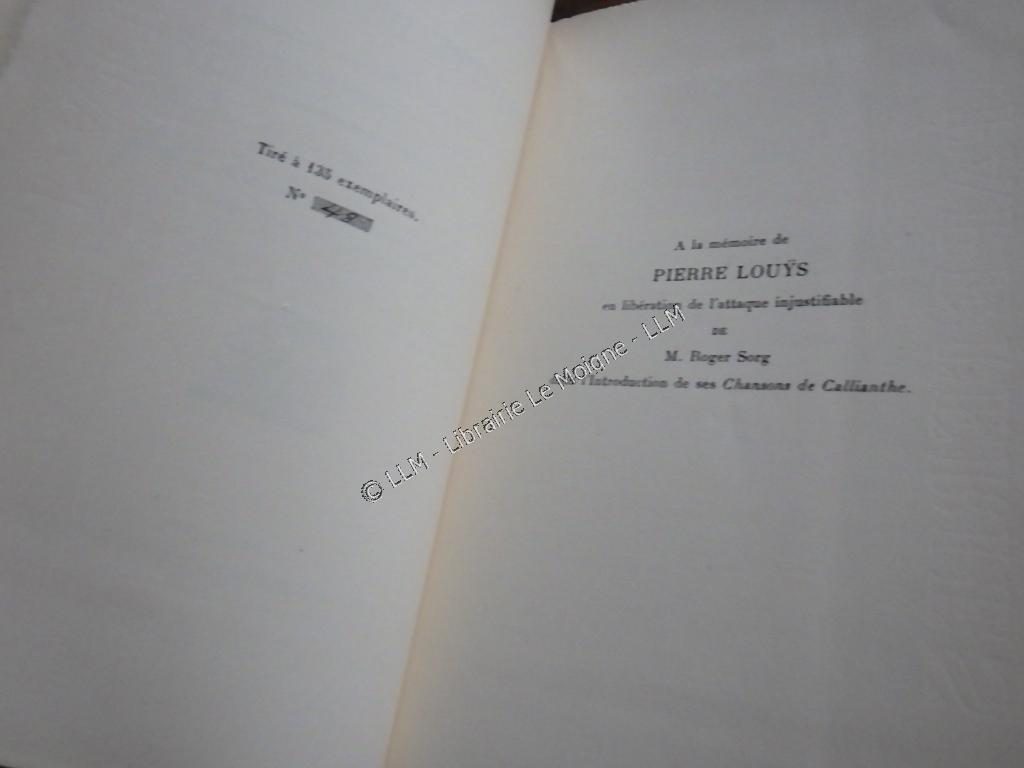 Tiré à 135 exemplaires.
N° 48
A la mémoire de
PIERRE LOUŸS
en libération de l'attaque injustifiable
DE
M. Roger Sorg
l'Introduction de ses Chansons de Callianthe.
© LLM - Librairie Le Moigne - LLM